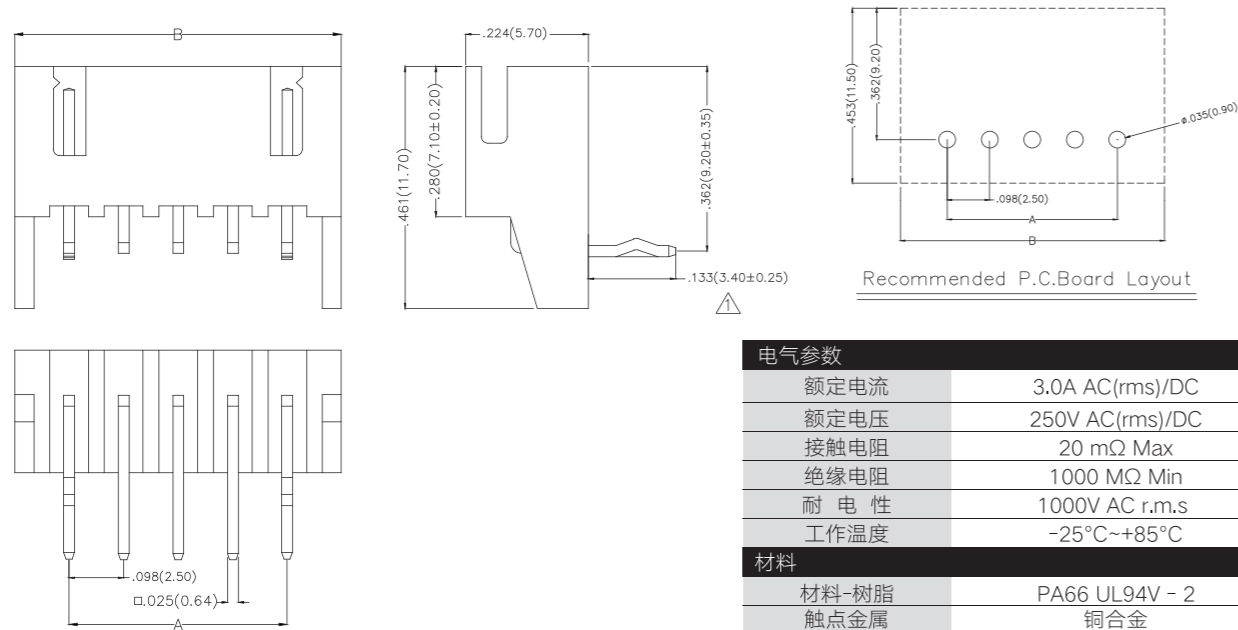 B
.461(11.70)
.280(7.10±0.20)
.224(5.70)
.362(9.20±0.35)
.133(3.40±0.25)
1
.453(11.50)
.362(9.20)
ø.035(0.90)
.098(2.50)
A
B
Recommended P.C.Board Layout
.098(2.50)
□.025(0.64)
A
电气参数
额定电流 3.0A AC(rms)/DC
额定电压 250V AC(rms)/DC
接触电阻 20 mΩ Max
绝缘电阻 1000 MΩ Min
耐 电 性 1000V AC r.m.s
工作温度 -25°C~+85°C
材料
材料-树脂 PA66 UL94V - 2
触点金属 铜合金